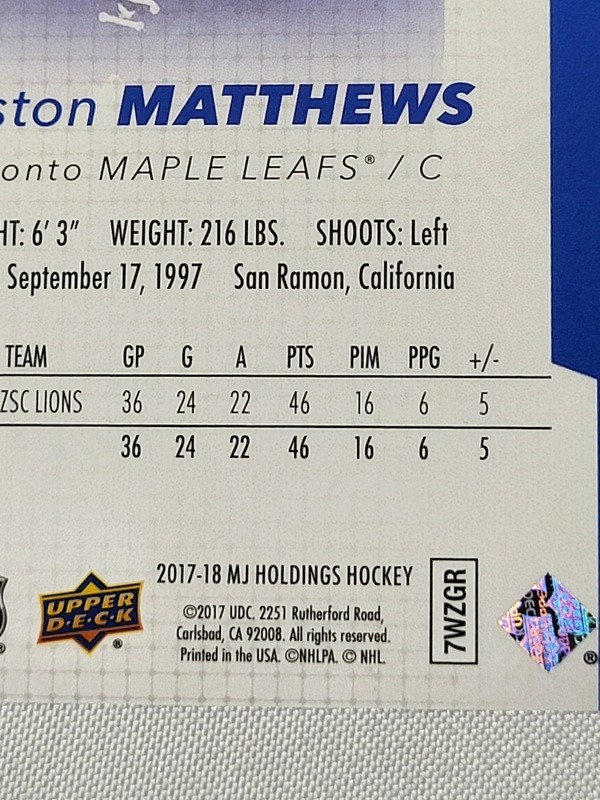 ky
ston MATTHEWS
onto MAPLE LEAFS® / C
HT: 6' 3" WEIGHT: 216 LBS. SHOOTS: Left
September 17, 1997 San Ramon, California
TEAM GP G A PTS PIM PPG +/-
ZSC LIONS 36 24 22 46 16 6 5
36 24 22 46 16 6 5
2017-18 MJ HOLDINGS HOCKEY
©2017 UDC. 2251 Rutherford Road,
Carlsbad, CA 92008. All rights reserved.
Printed in the USA. ©NHLPA. © NHL.
UPPER
D·E·C·K
®
7WZGR
®